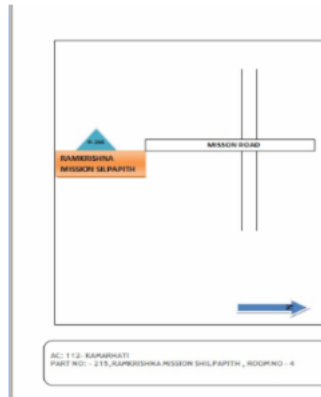 MISSON ROAD
RAMKRISHNA
MISSION SILPAPITH
N
AC: 112- KAMARHATI
PART NO: - 215,RAMKRISHNA MISSION SHILPAPITH , ROOM NO - 4